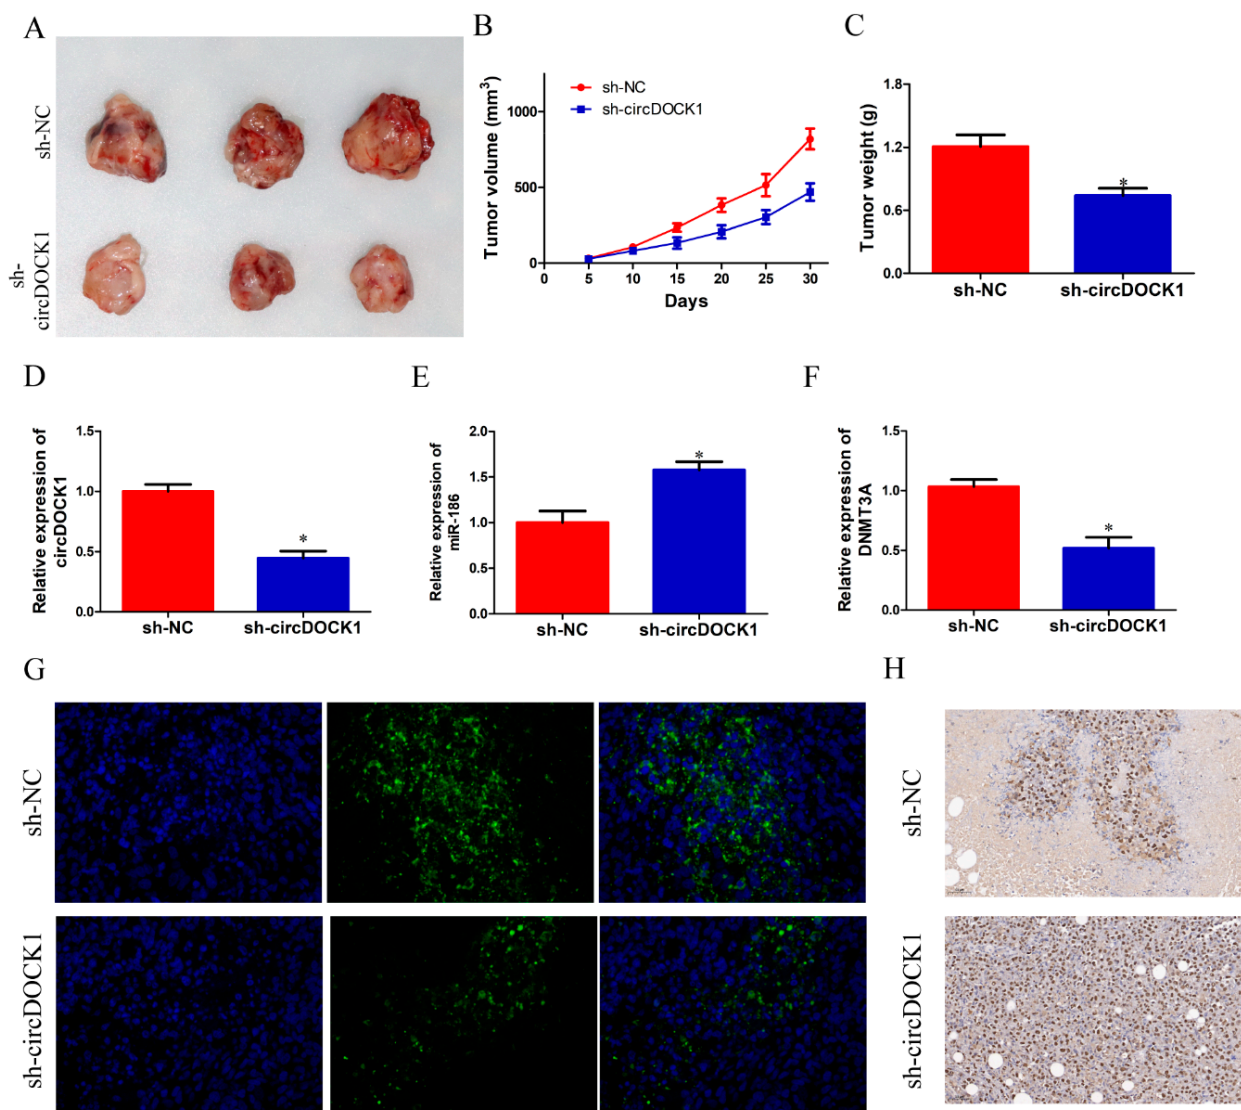 A
sh-NC
sh-
circDOCK1
B
Tumor volume (mm3)
1000
500
0
0
5
10
15
20
25
30
Days
sh-NC
sh-circDOCK1
C
Tumor weight (g)
1.8
1.2
0.6
0.0
*
sh-NC
sh-circDOCK1
D
Relative expression of
circDOCK1
1.5
1.0
0.5
0.0
*
sh-NC
sh-circDOCK1
E
Relative expression of
miR-186
2.0
1.5
1.0
0.5
0.0
*
sh-NC
sh-circDOCK1
F
Relative expression of
DNMT3A
1.5
1.0
0.5
0.0
*
sh-NC
sh-circDOCK1
G
sh-NC
sh-circDOCK1
H
sh-NC
sh-circDOCK1